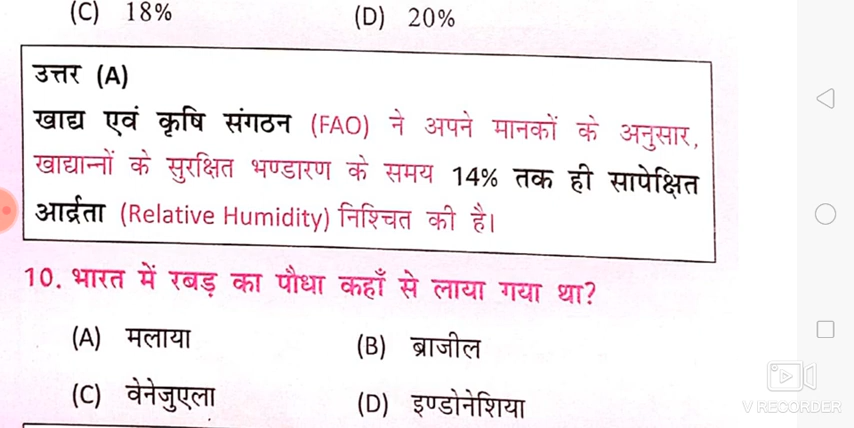 (C) 18% (D) 20%
उत्तर (A)
खाद्य एवं कृषि संगठन (FAO) ने अपने मानकों के अनुसार,
खाद्यान्नों के सुरक्षित भण्डारण के समय 14% तक ही सापेक्षित
आर्द्रता (Relative Humidity) निश्चित की है।
10. भारत में रबड़ का पौधा कहाँ से लाया गया था?
(A) मलाया (B) ब्राजील
(C) वेनेजुएला (D) इण्डोनेशिया
V RECORDER